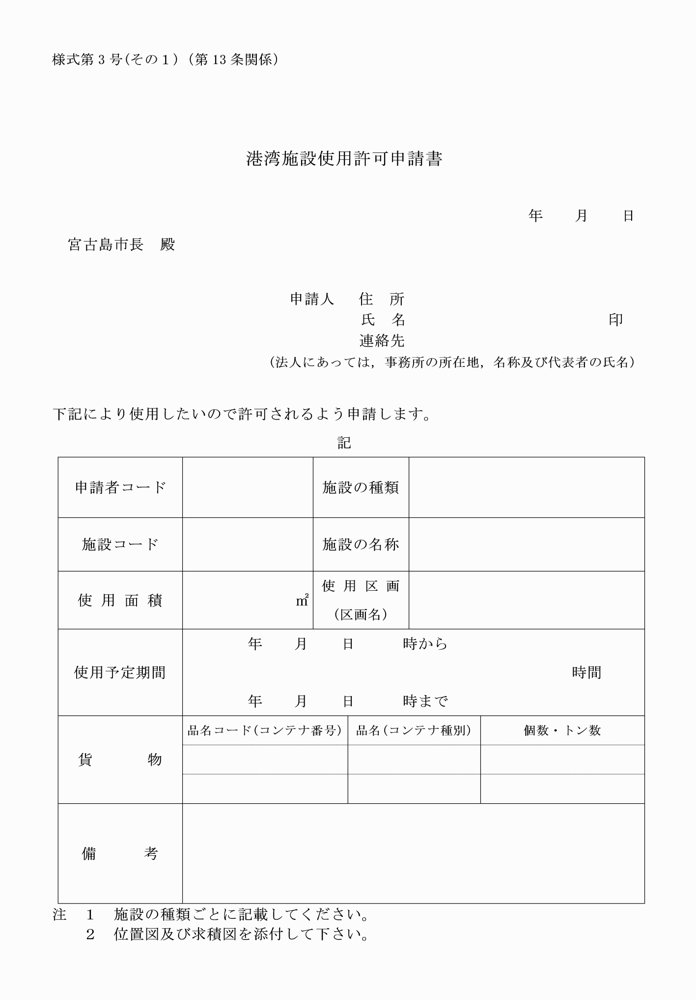 様式第 3 号(その１)（第 13 条関係）
港湾施設使用許可申請書
年　　月　　日
宮古島市長　殿
申請人　住　所
氏　名　　　　　　　　　　　　　印
連絡先
（法人にあっては，事務所の所在地，名称及び代表者の氏名）
下記により使用したいので許可されるよう申請します。
記
申請者コード　施設の種類
施設コード　施設の名称
使 用 面 積　㎡　使 用 区 画
（区画名）
年　　月　　日　　　時から
使用予定期間　時間
年　　月　　日　　　時まで
品名コード(コンテナ番号)　品名(コンテナ種別)　個数・トン数
貨　　　物
備　　　考
注　１　施設の種類ごとに記載してください。
２　位置図及び求積図を添付して下さい。